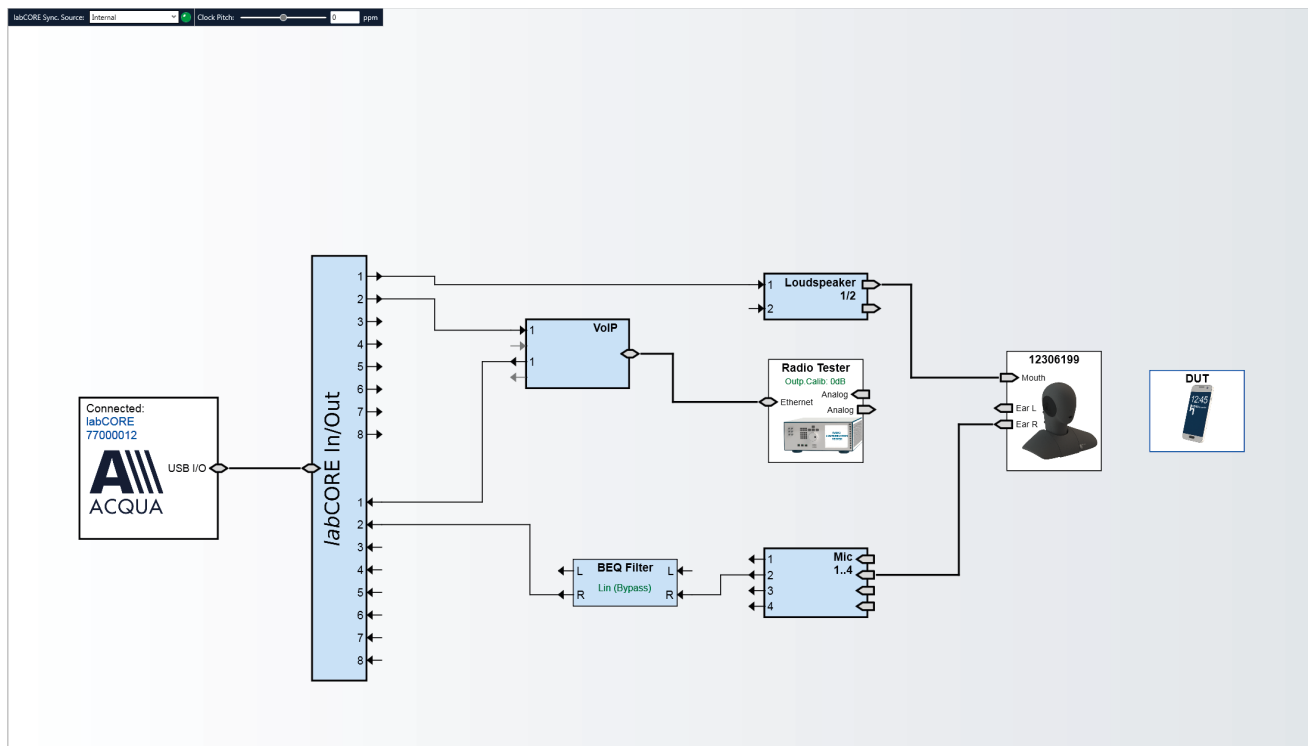 labCORE Sync. Source:
Internal
Clock Pitch:
0
ppm
Connected:
labCORE
77000012
USB I/O
ACQUA
labCORE In/Out
1
2
3
4
5
6
7
8
1
2
3
4
5
6
7
8
VoIP
1
1
Loudspeaker
1/2
1
2
Radio Tester
Outp.Calib: 0dB
Analog
Ethernet
Analog
BEQ Filter
L
L
Lin (Bypass)
R
R
Mic
1..4
1
2
3
4
12306199
Mouth
Ear L
Ear R
DUT
12:45